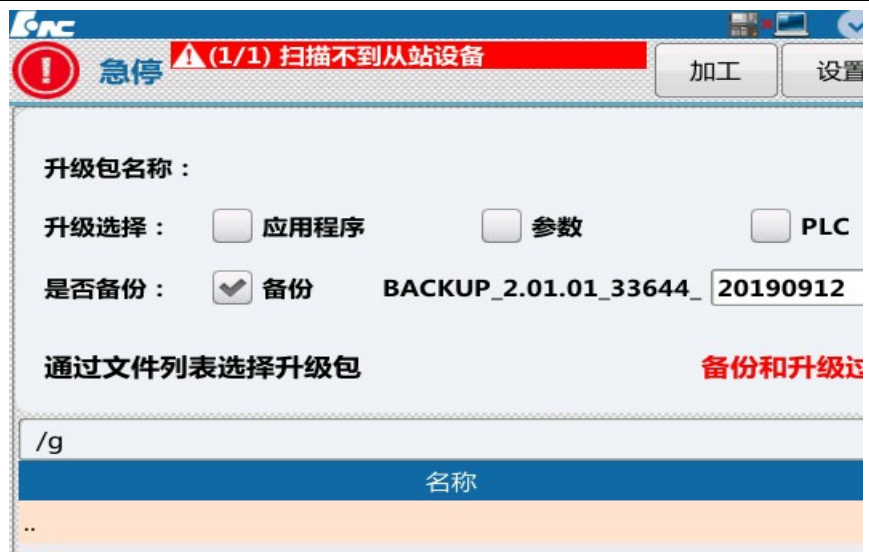 急停
(1/1) 扫描不到从站设备
加工
设置
升级包名称：
升级选择： 应用程序 参数 PLC
是否备份： 备份 BACKUP_2.01.01_33644_ 20190912
通过文件列表选择升级包 备份和升级过
/g
名称
..